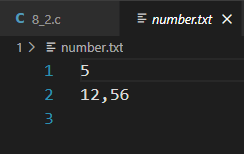 C 8_2.c number.txt ×
1 > number.txt
1 5
2 12,56
3